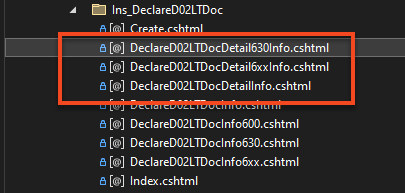 Ins_DeclareD02LTDoc
[@] Create.cshtml
[@] DeclareD02LTDocDetail630Info.cshtml
[@] DeclareD02LTDocDetail6xxInfo.cshtml
[@] DeclareD02LTDocDetailInfo.cshtml
[@] DeclareD02LTDocInfo.cshtml
[@] DeclareD02LTDocInfo600.cshtml
[@] DeclareD02LTDocInfo630.cshtml
[@] DeclareD02LTDocInfo6xx.cshtml
[@] Index.cshtml